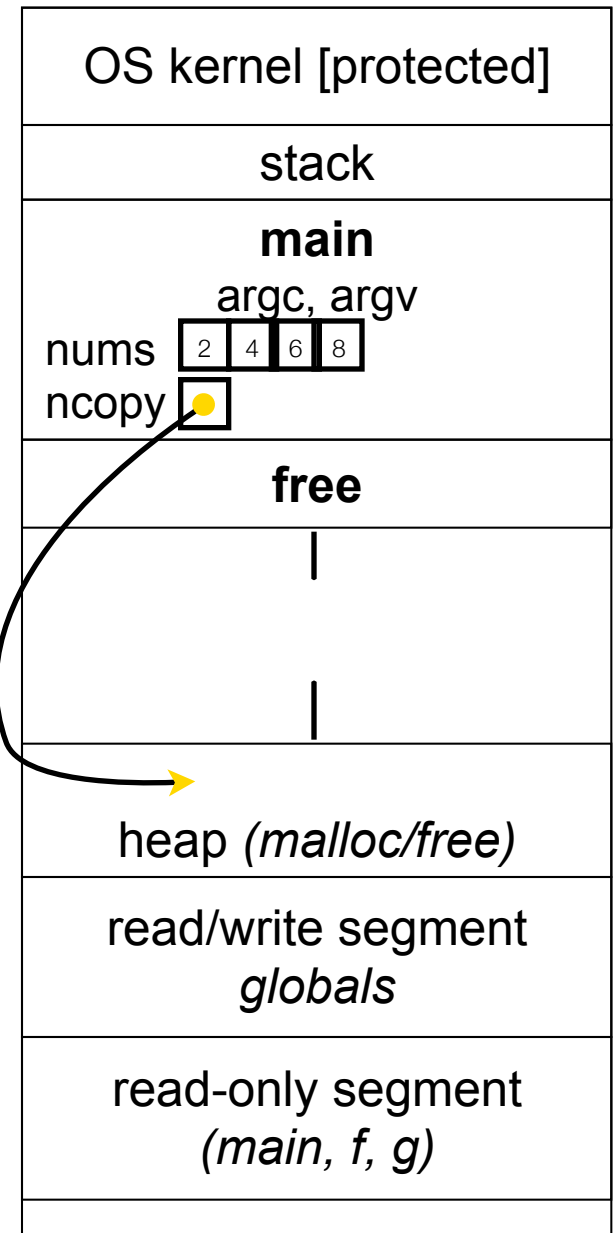 OS kernel [protected]
stack
main
argc, argv
nums 2 4 6 8
ncopy
free
heap (malloc/free)
read/write segment
globals
read-only segment
(main, f, g)